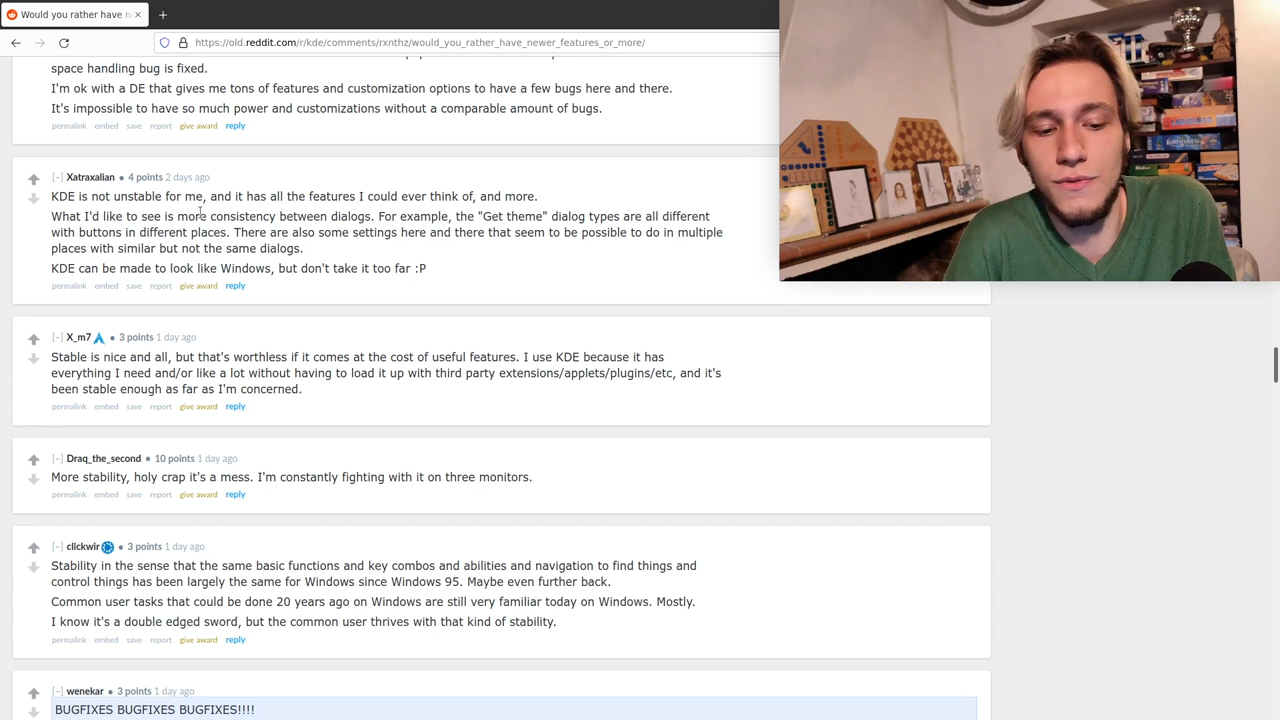 Would you rather have n
https://old.reddit.com/r/kde/comments/rxnthz/would_you_rather_have_newer_features_or_more/
space handling bug is fixed.
I'm ok with a DE that gives me tons of features and customization options to have a few bugs here and there.
It's impossible to have so much power and customizations without a comparable amount of bugs.
permalink embed save report give award reply
[-] Xatraxalian • 4 points 2 days ago
KDE is not unstable for me, and it has all the features I could ever think of, and more.
What I'd like to see is more consistency between dialogs. For example, the "Get theme" dialog types are all different
with buttons in different places. There are also some settings here and there that seem to be possible to do in multiple
places with similar but not the same dialogs.
KDE can be made to look like Windows, but don't take it too far :P
permalink embed save report give award reply
[-] X_m7 • 3 points 1 day ago
Stable is nice and all, but that's worthless if it comes at the cost of useful features. I use KDE because it has
everything I need and/or like a lot without having to load it up with third party extensions/applets/plugins/etc, and it's
been stable enough as far as I'm concerned.
permalink embed save report give award reply
[-] Draq_the_second • 10 points 1 day ago
More stability, holy crap it's a mess. I'm constantly fighting with it on three monitors.
permalink embed save report give award reply
[-] clickwir • 3 points 1 day ago
Stability in the sense that the same basic functions and key combos and abilities and navigation to find things and
control things has been largely the same for Windows since Windows 95. Maybe even further back.
Common user tasks that could be done 20 years ago on Windows are still very familiar today on Windows. Mostly.
I know it's a double edged sword, but the common user thrives with that kind of stability.
permalink embed save report give award reply
[-] wenekar • 3 points 1 day ago
BUGFIXES BUGFIXES BUGFIXES!!!!